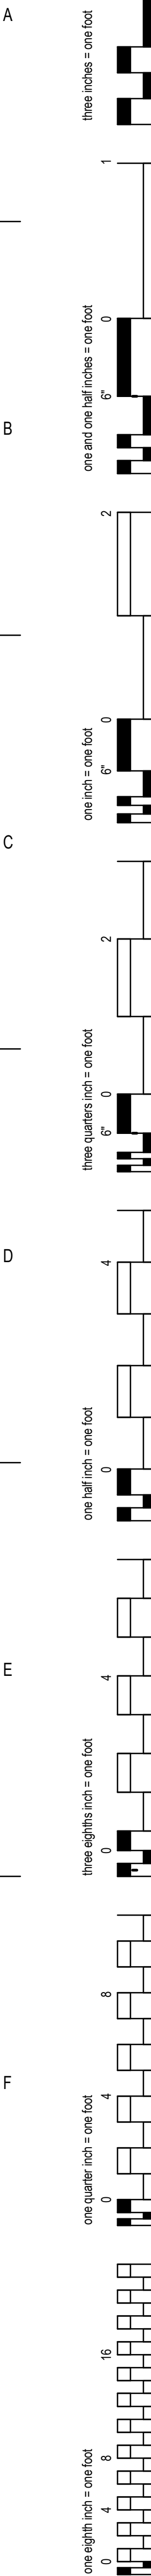 A
three inches = one foot
1
one and one half inches = one foot
0
6"
B
2
one inch = one foot
0
6"
C
2
three quarters inch = one foot
0
6"
D
4
one half inch = one foot
0
E
4
three eighths inch = one foot
0
F
8
4
one quarter inch = one foot
0
16
8
4
one eighth inch = one foot
0